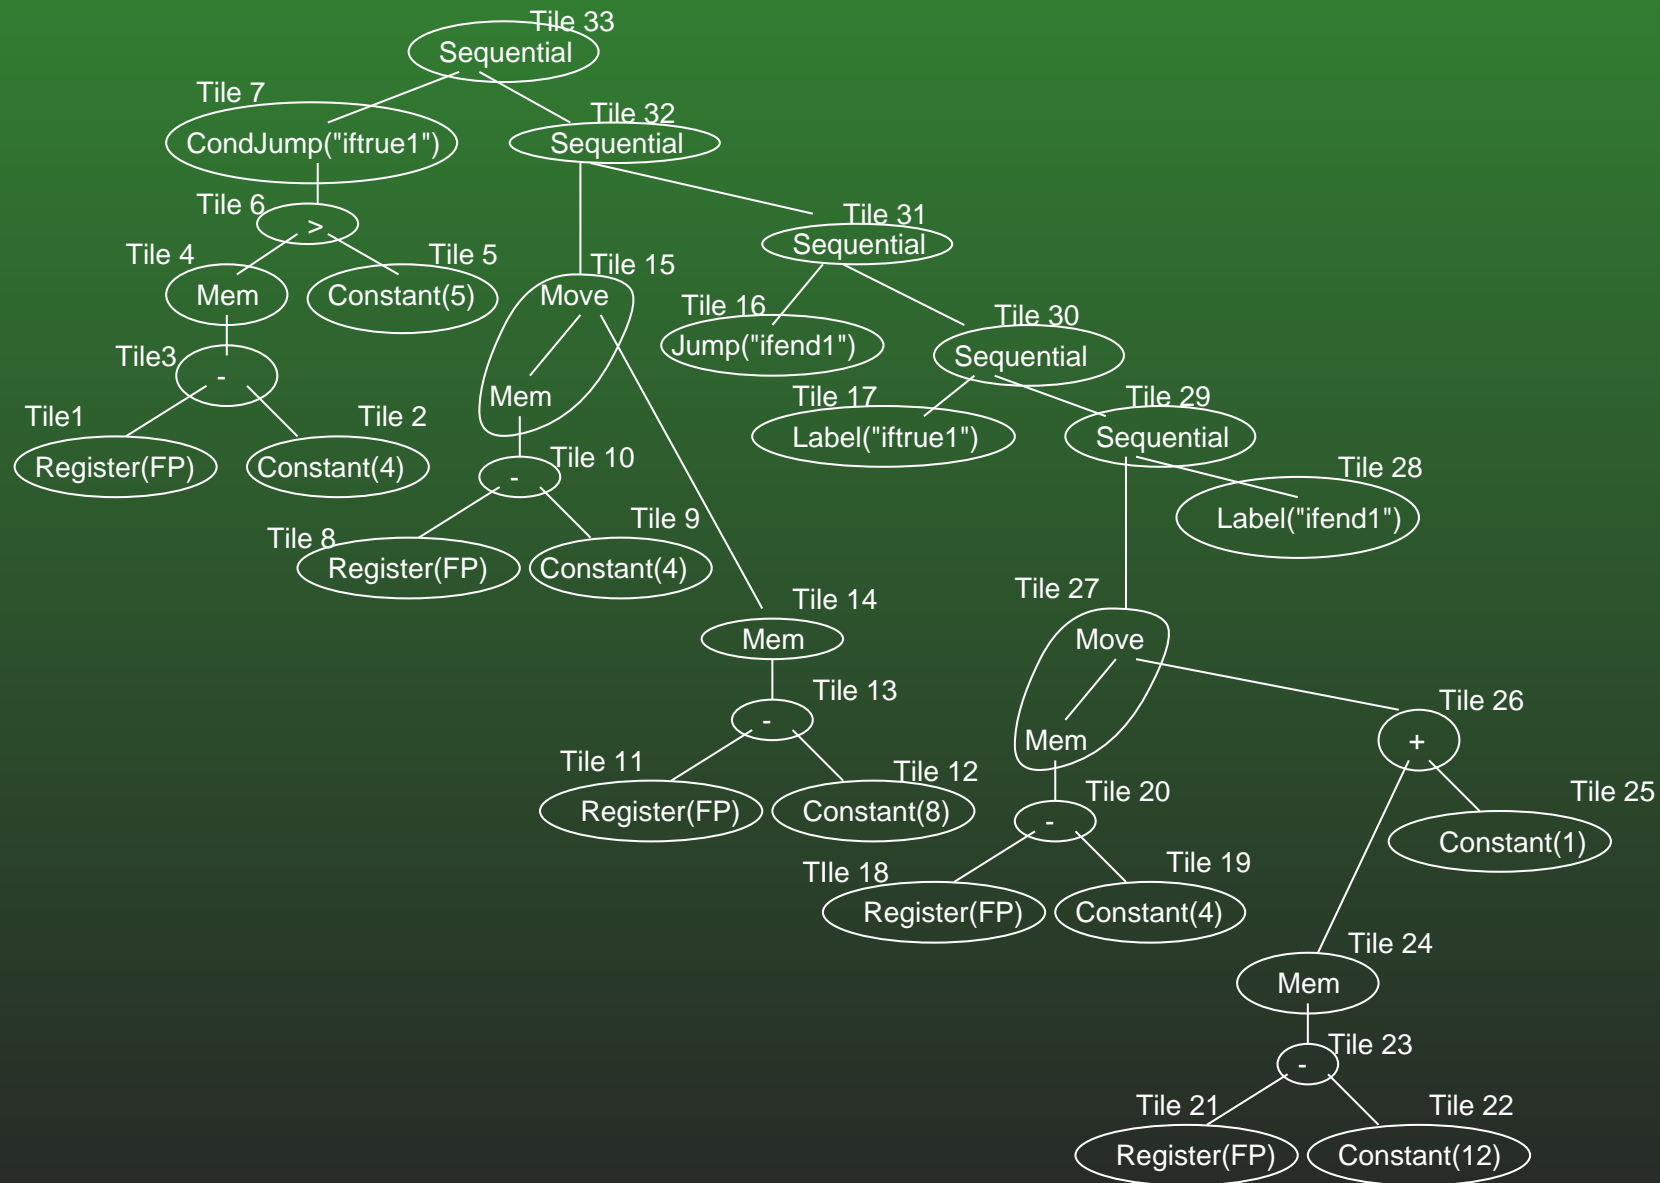 Tile 33
Sequential
Tile 7
CondJump("iftrue1")
Tile 32
Sequential
Tile 6
>
Tile 31
Sequential
Tile 4
Mem
Tile 5
Constant(5)
Tile 15
Move
Mem
Tile 16
Jump("ifend1")
Tile 30
Sequential
Tile3
-
Tile1
Register(FP)
Tile 2
Constant(4)
Tile 10
-
Tile 17
Label("iftrue1")
Tile 29
Sequential
Tile 28
Label("ifend1")
Tile 8
Register(FP)
Tile 9
Constant(4)
Tile 14
Mem
Tile 27
Move
Mem
Tile 13
-
Tile 26
+
Tile 11
Register(FP)
Tile 12
Constant(8)
Tile 20
-
Tile 25
Constant(1)
TIle 18
Register(FP)
Tile 19
Constant(4)
Tile 24
Mem
Tile 23
-
Tile 21
Register(FP)
Tile 22
Constant(12)